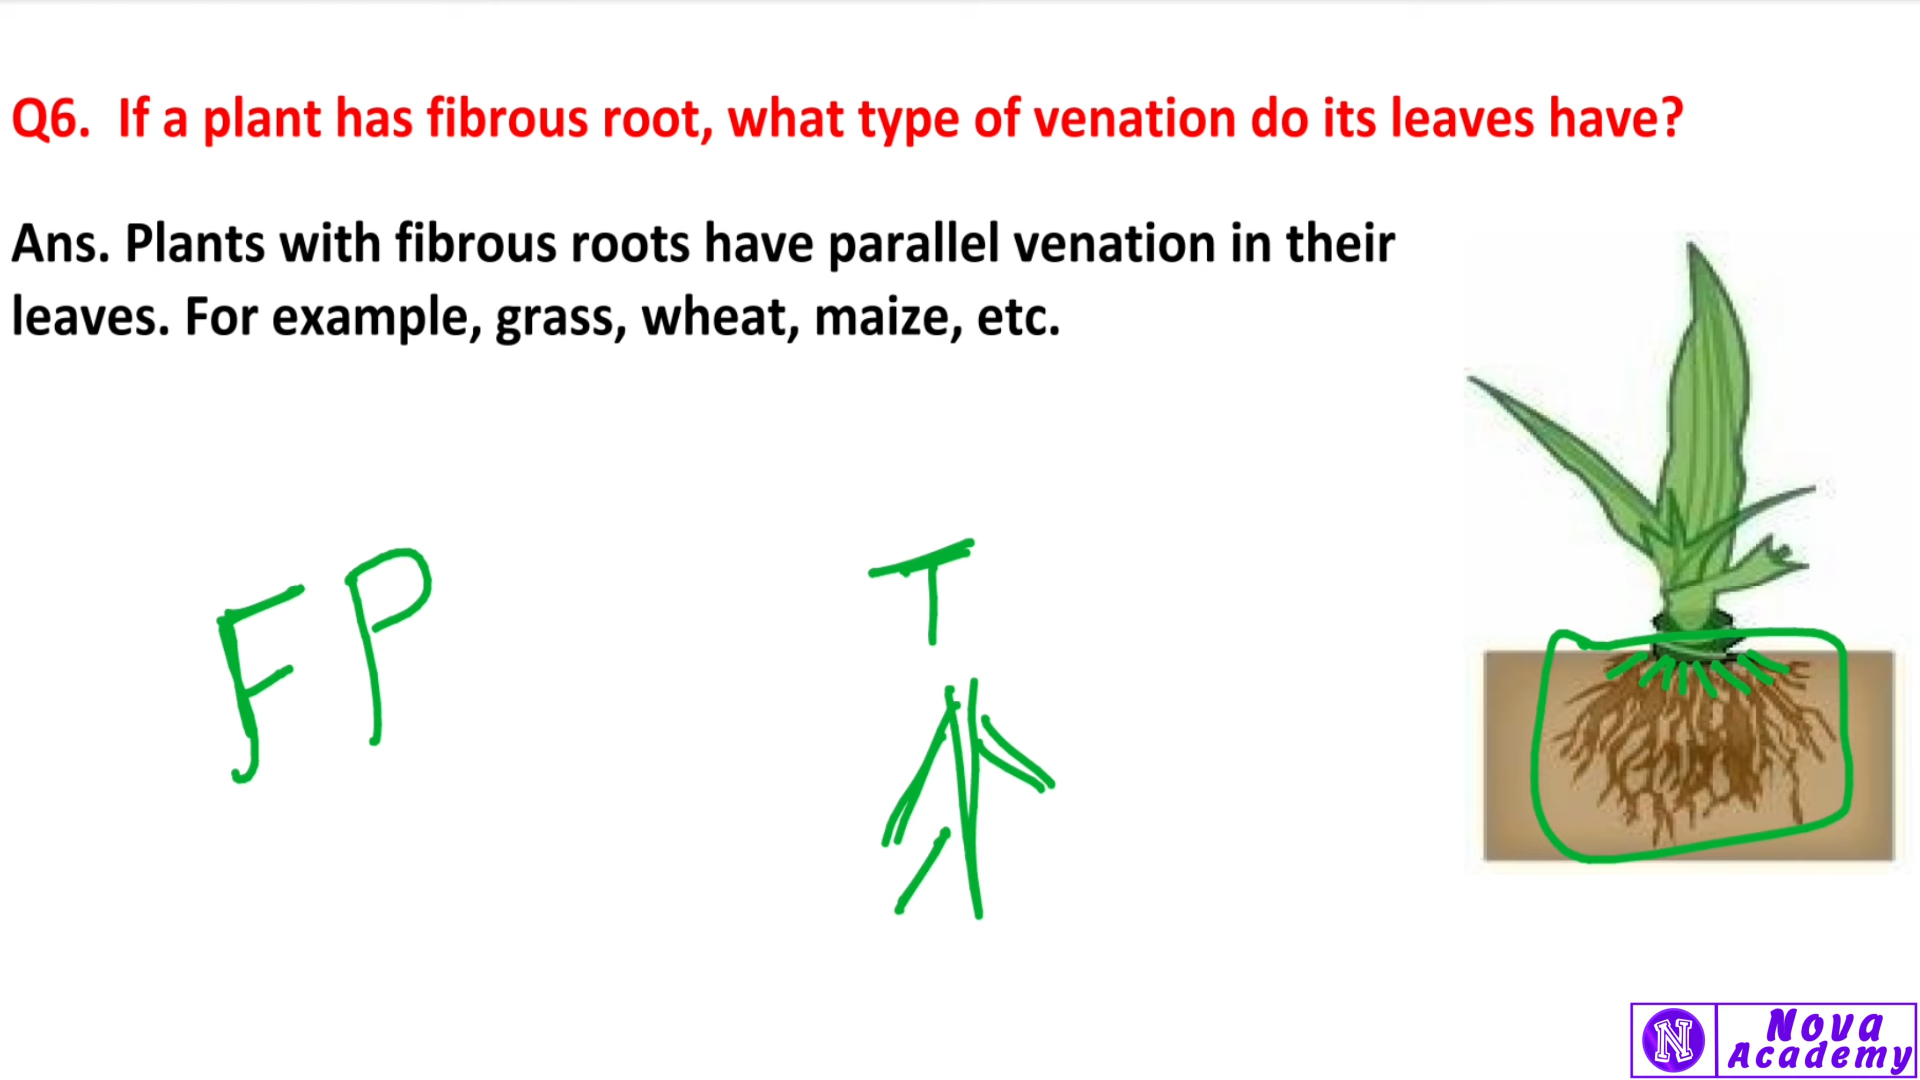 Q6. If a plant has fibrous root, what type of venation do its leaves have?
Ans. Plants with fibrous roots have parallel venation in their
leaves. For example, grass, wheat, maize, etc.
F P
T
N Nova
Academy